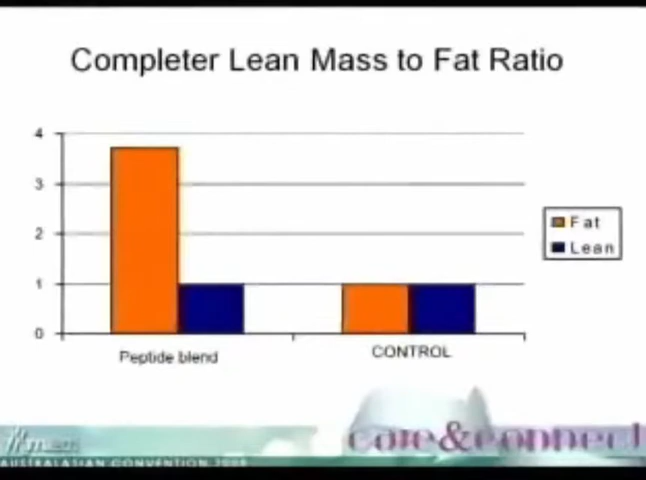 Completer Lean Mass to Fat Ratio
4
3
2
1
0
Fat
Lean
Peptide blend
CONTROL
care&connect
AUSTRALASIAN CONVENTION